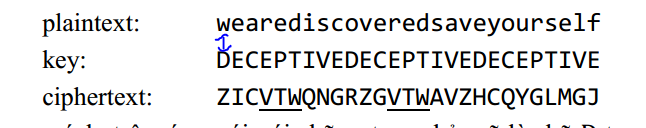 plaintext: wearediscoveredsaveyourself
key: DECEPTIVEDECEPTIVEDECEPTIVE
ciphertext: ZICVTWQNGRZGVTWAVZHCQYGLMGJ